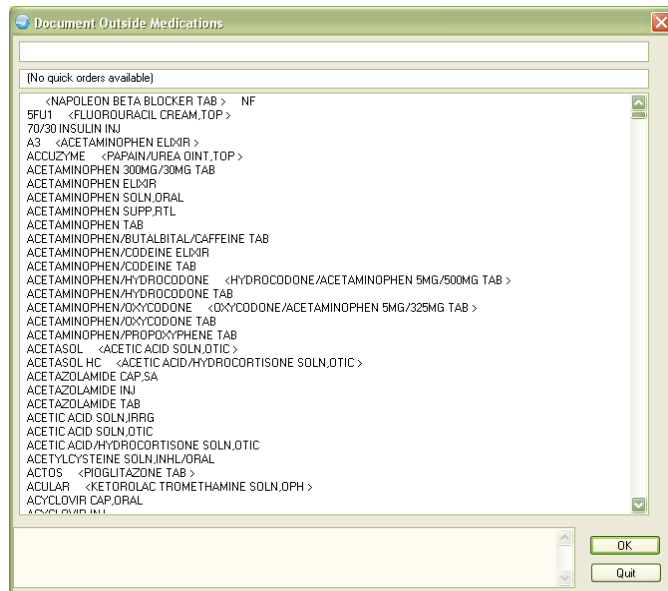 Document Outside Medications
(No quick orders available)
<NAPOLEON BETA BLOCKER TAB > NF
5FU1 <FLUOROURACIL CREAM,TOP >
70/30 INSULIN INJ
A3 <ACETAMINOPHEN ELIXIR >
ACCUZYME <PAPAIN/UREA OINT,TOP >
ACETAMINOPHEN 300MG/30MG TAB
ACETAMINOPHEN ELIXIR
ACETAMINOPHEN SOLN,ORAL
ACETAMINOPHEN SUPP,RTL
ACETAMINOPHEN TAB
ACETAMINOPHEN/BUTALBITAL/CAFFEINE TAB
ACETAMINOPHEN/CODEINE ELIXIR
ACETAMINOPHEN/CODEINE TAB
ACETAMINOPHEN/HYDROCODONE <HYDROCODONE/ACETAMINOPHEN 5MG/500MG TAB >
ACETAMINOPHEN/HYDROCODONE TAB
ACETAMINOPHEN/OXYCODONE <OXYCODONE/ACETAMINOPHEN 5MG/325MG TAB >
ACETAMINOPHEN/OXYCODONE TAB
ACETAMINOPHEN/PROPOXYPHENE TAB
ACETASOL <ACETIC ACID SOLN,OTIC >
ACETASOL HC <ACETIC ACID/HYDROCORTISONE SOLN,OTIC >
ACETAZOLAMIDE CAP,SA
ACETAZOLAMIDE INJ
ACETAZOLAMIDE TAB
ACETIC ACID SOLN,IRRG
ACETIC ACID SOLN,OTIC
ACETIC ACID/HYDROCORTISONE SOLN,OTIC
ACETYLCYSTEINE SOLN,INHL/ORAL
ACTOS <PIOGLITAZONE TAB >
ACULAR <KETOROLAC TROMETHAMINE SOLN,OPH >
ACYCLOVIR CAP,ORAL
ACYCLOVIR INJ
OK
Quit